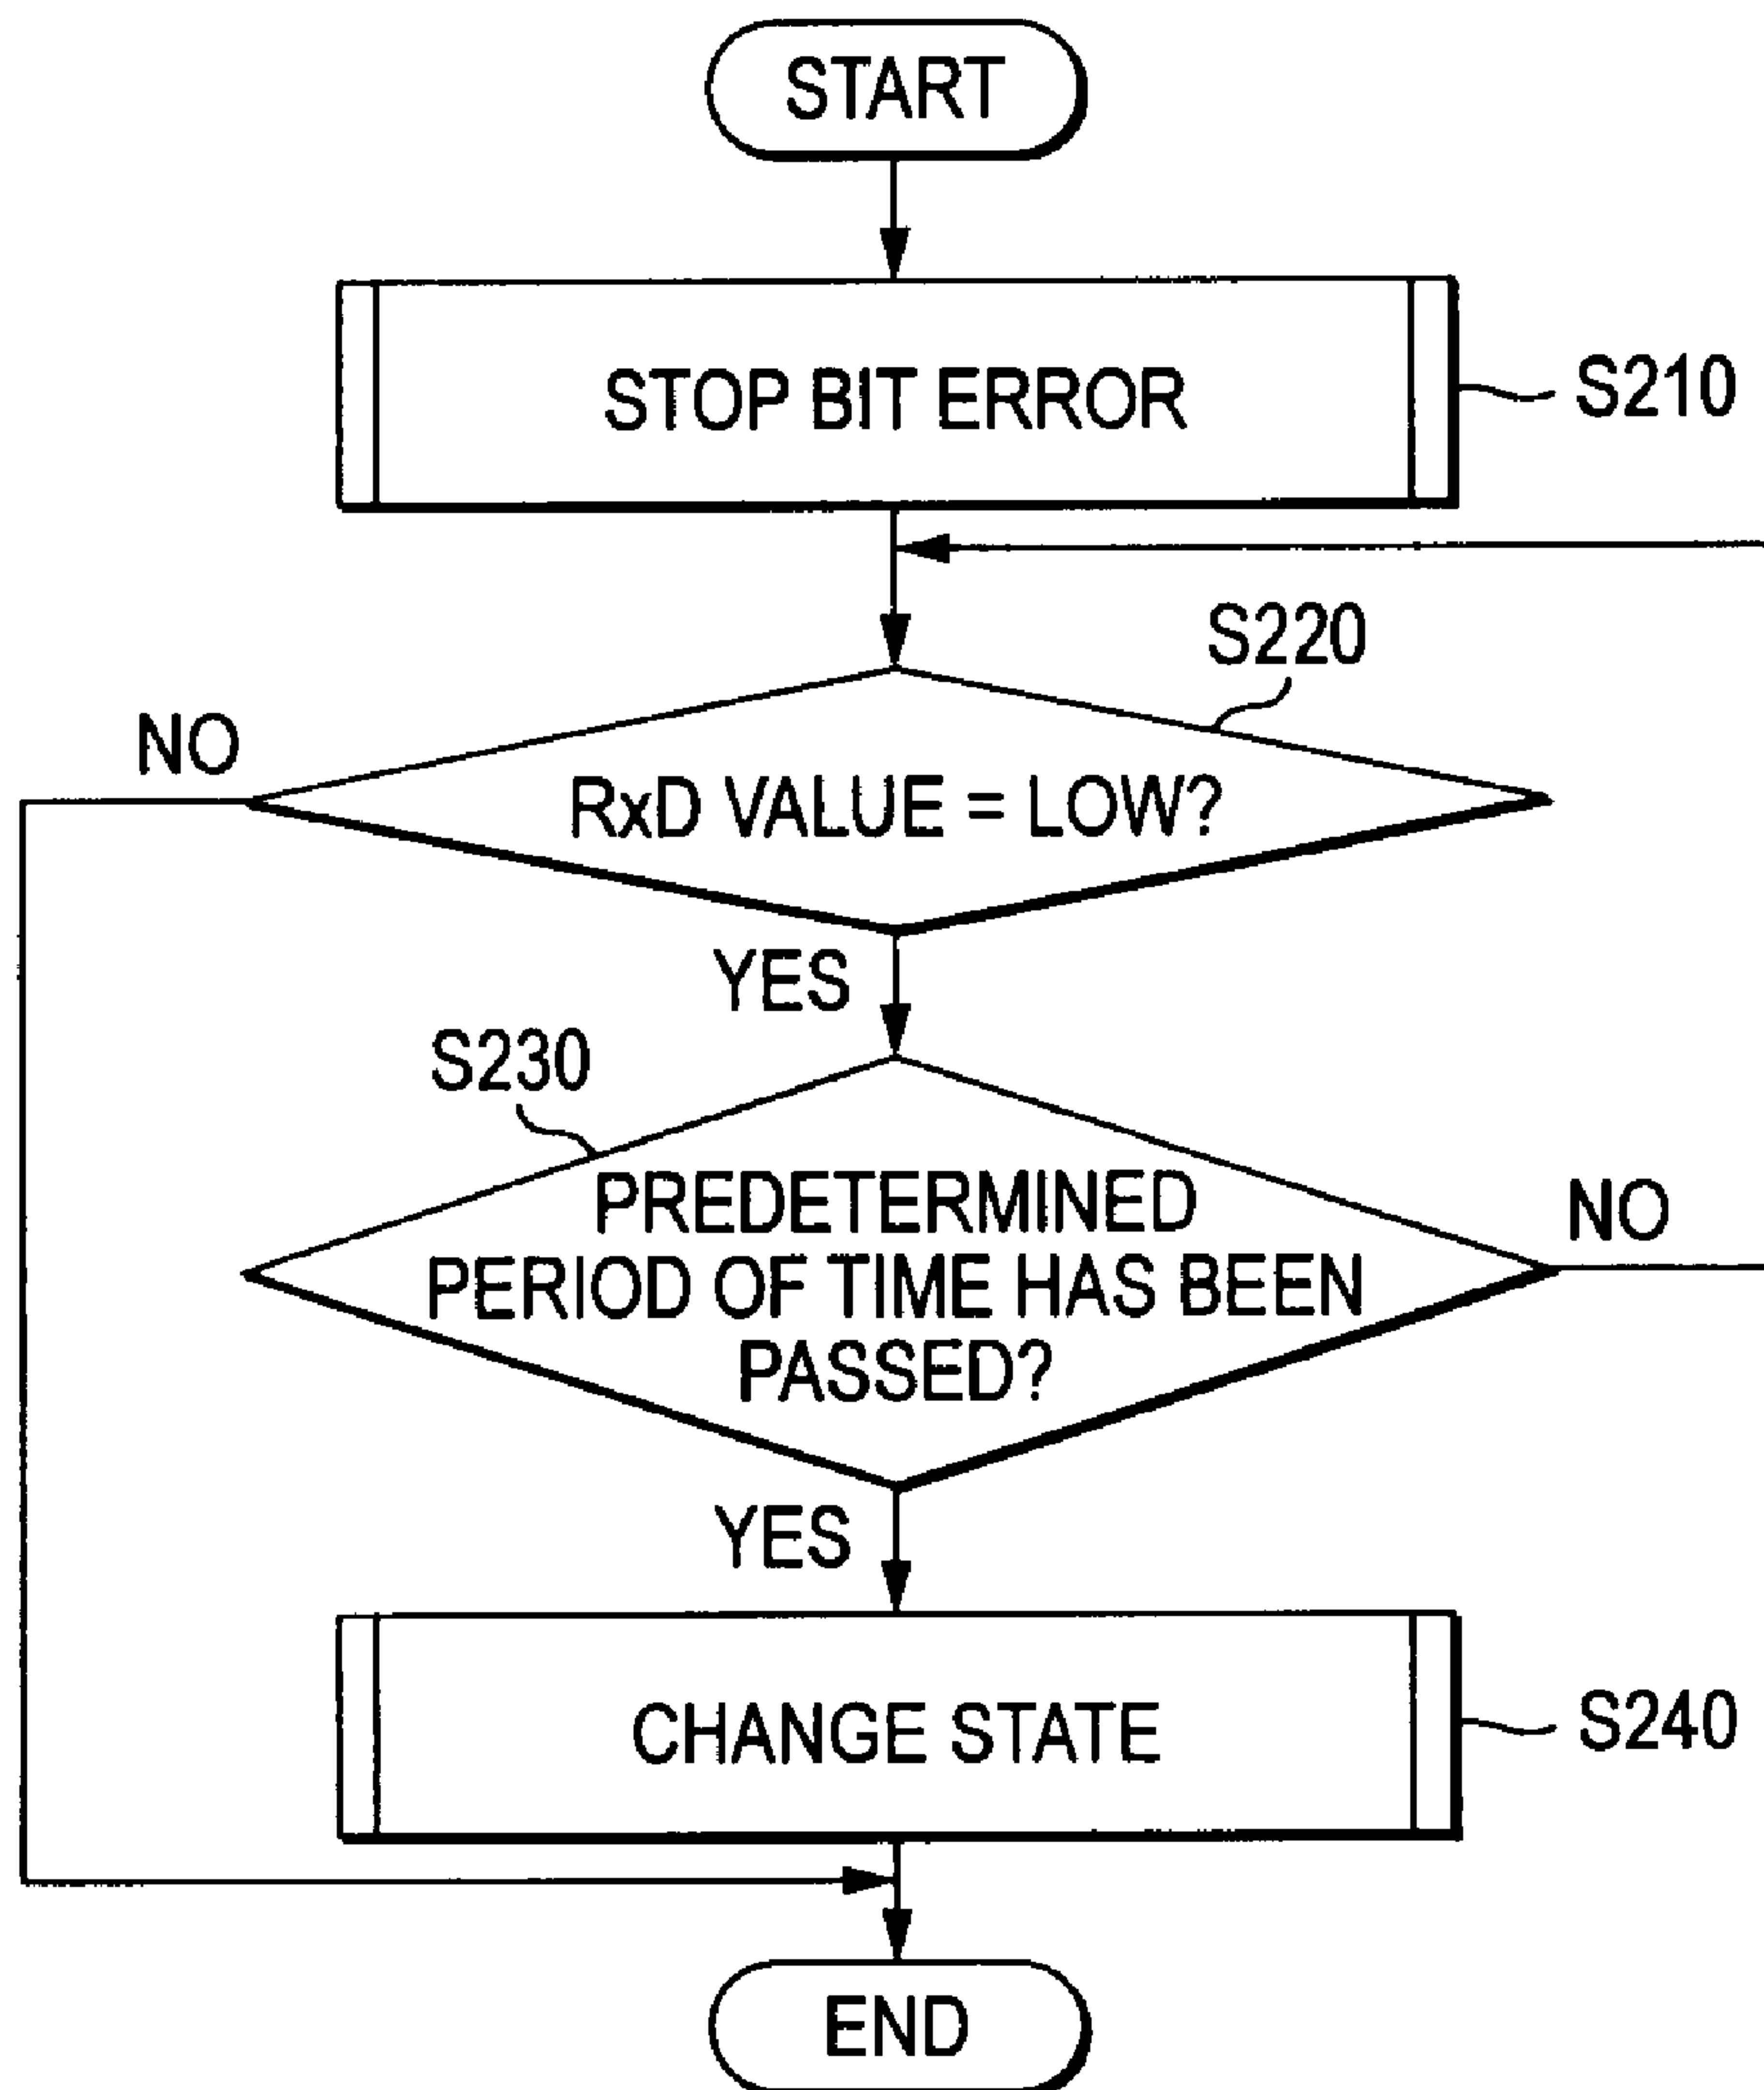 START
STOP BIT ERROR
S210
S220
NO
RxD VALUE = LOW?
YES
S230
PREDETERMINED
PERIOD OF TIME HAS BEEN
PASSED?
NO
YES
CHANGE STATE
S240
END